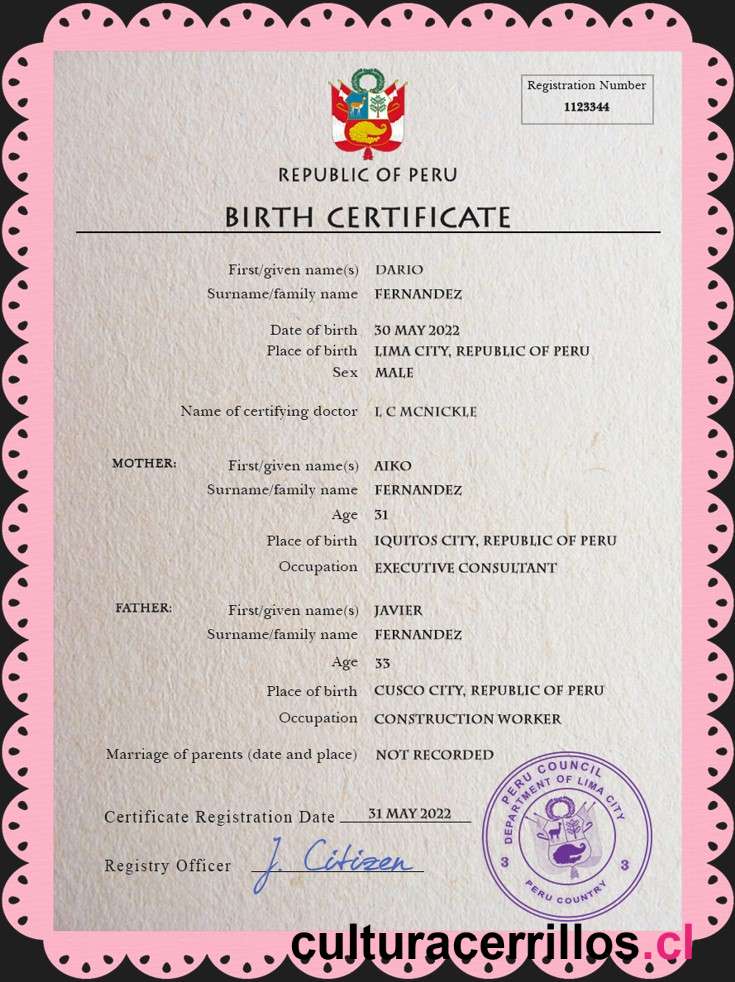 Registration Number
1123344
REPUBLIC OF PERU
BIRTH CERTIFICATE
First/given name(s) DARIO
Surname/family name FERNANDEZ
Date of birth 30 MAY 2022
Place of birth LIMA CITY, REPUBLIC OF PERU
Sex MALE
Name of certifying doctor L C MCNICKLE
MOTHER: First/given name(s) AIKO
Surname/family name FERNANDEZ
Age 31
Place of birth IQUITOS CITY, REPUBLIC OF PERU
Occupation EXECUTIVE CONSULTANT
FATHER: First/given name(s) JAVIER
Surname/family name FERNANDEZ
Age 33
Place of birth CUSCO CITY, REPUBLIC OF PERU
Occupation CONSTRUCTION WORKER
Marriage of parents (date and place) NOT RECORDED
Certificate Registration Date 31 MAY 2022
Registry Officer J. Citizen
PERU COUNCIL
DEPARTMENT OF LIMA CITY
3 3
PERU COUNTRY
culturacerrillos.cl